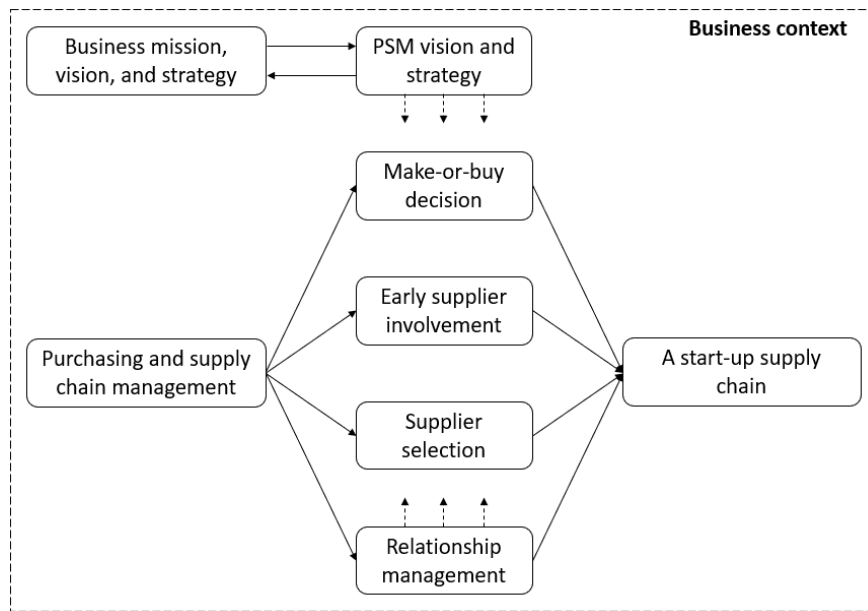 Business context
Business mission,
vision, and strategy
PSM vision and
strategy
Make-or-buy
decision
Early supplier
involvement
Purchasing and supply
chain management
A start-up supply
chain
Supplier
selection
Relationship
management